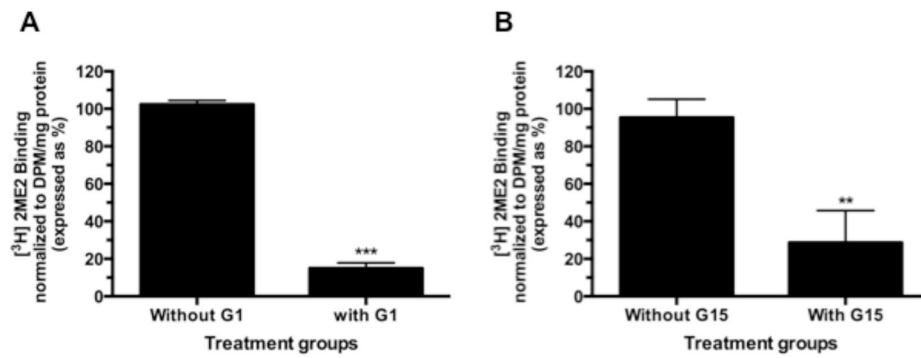 A
[³H] 2ME2 Binding
normalized to DPM/mg protein
(expressed as %)
120
100
80
60
40
20
0
***
Without G1
with G1
Treatment groups
B
[³H] 2ME2 Binding
normalized to DPM/mg protein
(expressed as %)
120
100
80
60
40
20
0
**
Without G15
With G15
Treatment groups